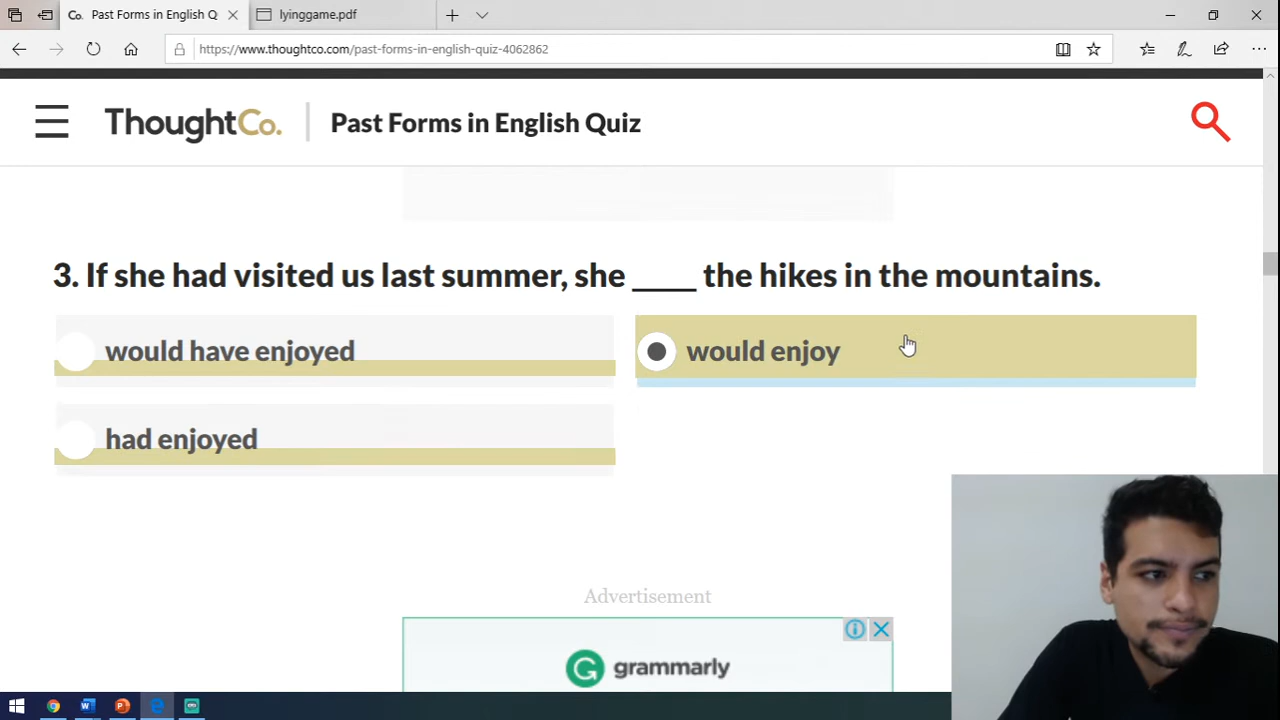 Past Forms in English Q
lyinggame.pdf
https://www.thoughtco.com/past-forms-in-english-quiz-4062862
ThoughtCo.
Past Forms in English Quiz
3. If she had visited us last summer, she ____ the hikes in the mountains.
would have enjoyed
would enjoy
had enjoyed
Advertisement
grammarly